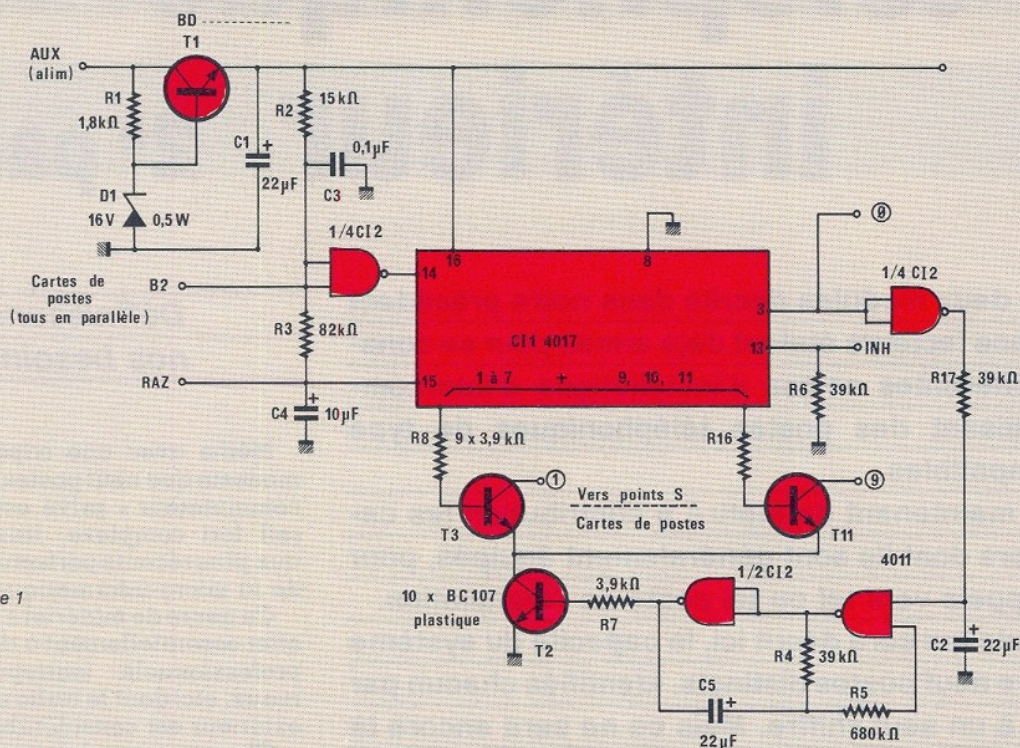 BD
T1
AUX
(alim)
R1
1,8kΩ
C1
+
22µF
R2
15kΩ
0,1µF
C3
D1
16V
0,5W
1/4CI2
Cartes de
postes
(tous en parallèle)
B2
14
16
8
R3
82kΩ
CI1 4017
3
13
0
1/4 CI2
INH
RAZ
15
1 à 7 + 9, 10, 11
C4
+
10µF
R6
39kΩ
R17
39kΩ
R8
9 x 3,9 kΩ
R16
1
Vers points S
Cartes de postes
9
T3
T11
e 1
10 x BC107
plastique
T2
3,9kΩ
R7
1/2CI2
4011
R4
39kΩ
C2
+
22µF
C5
+
22µF
R5
680kΩ